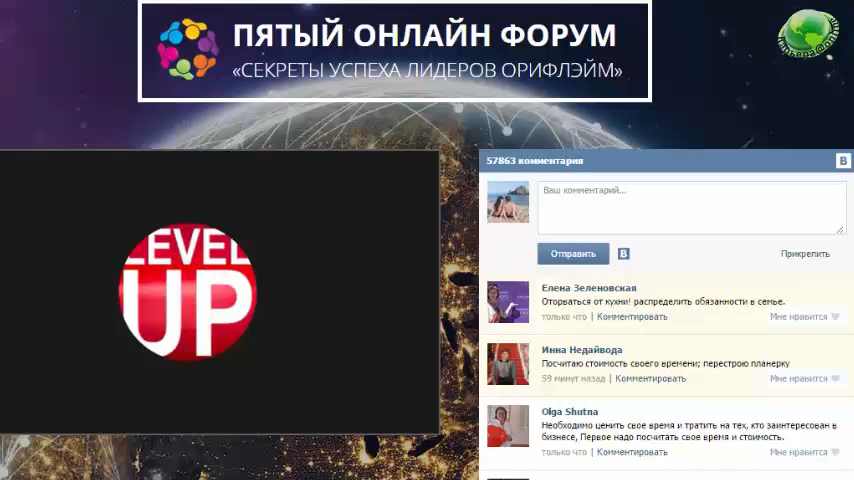 ПЯТЫЙ ОНЛАЙН ФОРУМ
«СЕКРЕТЫ УСПЕХА ЛИДЕРОВ ОРИФЛЭЙМ»
LEVEL
UP
57863 комментария
B
Ваш комментарий...
Отправить
B
Прикрепить
Елена Зеленовская
Оторваться от кухни! распределить обязанности в семье.
только что | Комментировать
Мне нравится
Инна Недайвода
Посчитаю стоимость своего времени; перестрою планерку
59 минут назад | Комментировать
Мне нравится
Olga Shutna
Необходимо ценить свое время и тратить на тех, кто заинтересован в
бизнесе, Первое надо посчитать свое время и стоимость.
только что | Комментировать
Мне нравится